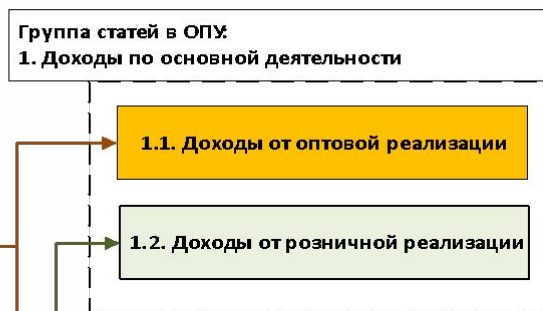 Группа статей в ОПУ:
1. Доходы по основной деятельности
1.1. Доходы от оптовой реализации
1.2. Доходы от розничной реализации